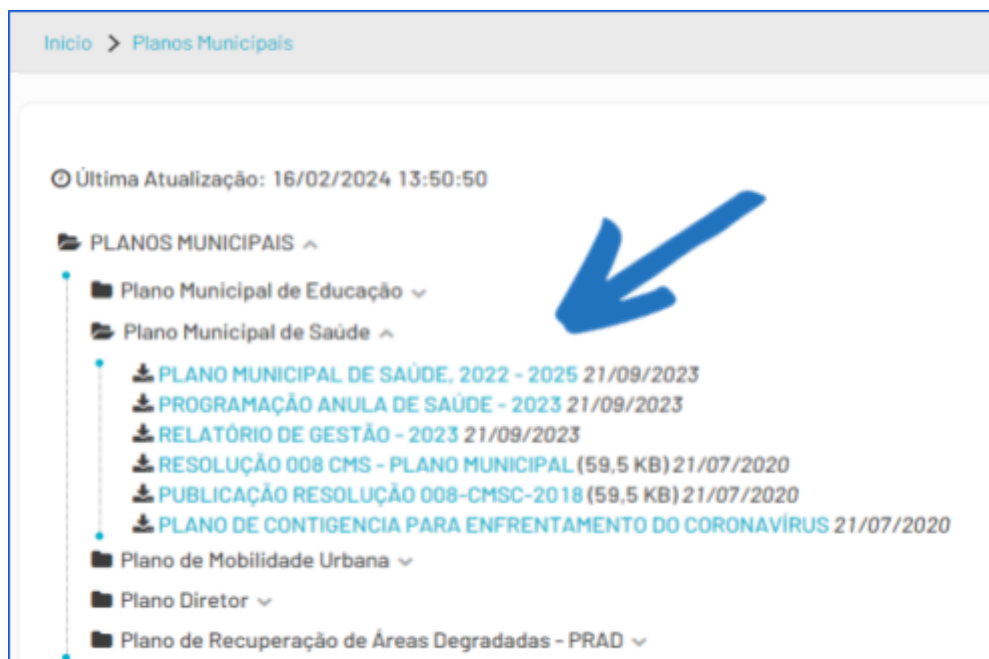 Inicio > Planos Municipais
Última Atualização: 16/02/2024 13:50:50
PLANOS MUNICIPAIS
Plano Municipal de Educação
Plano Municipal de Saúde
PLANO MUNICIPAL DE SAÚDE, 2022 - 2025 21/09/2023
PROGRAMAÇÃO ANULA DE SAÚDE - 2023 21/09/2023
RELATÓRIO DE GESTÃO - 2023 21/09/2023
RESOLUÇÃO 008 CMS - PLANO MUNICIPAL (59,5 KB) 21/07/2020
PUBLICAÇÃO RESOLUÇÃO 008-CMSC-2018 (59,5 KB) 21/07/2020
PLANO DE CONTIGENCIA PARA ENFRENTAMENTO DO CORONAVÍRUS 21/07/2020
Plano de Mobilidade Urbana
Plano Diretor
Plano de Recuperação de Áreas Degradadas - PRAD